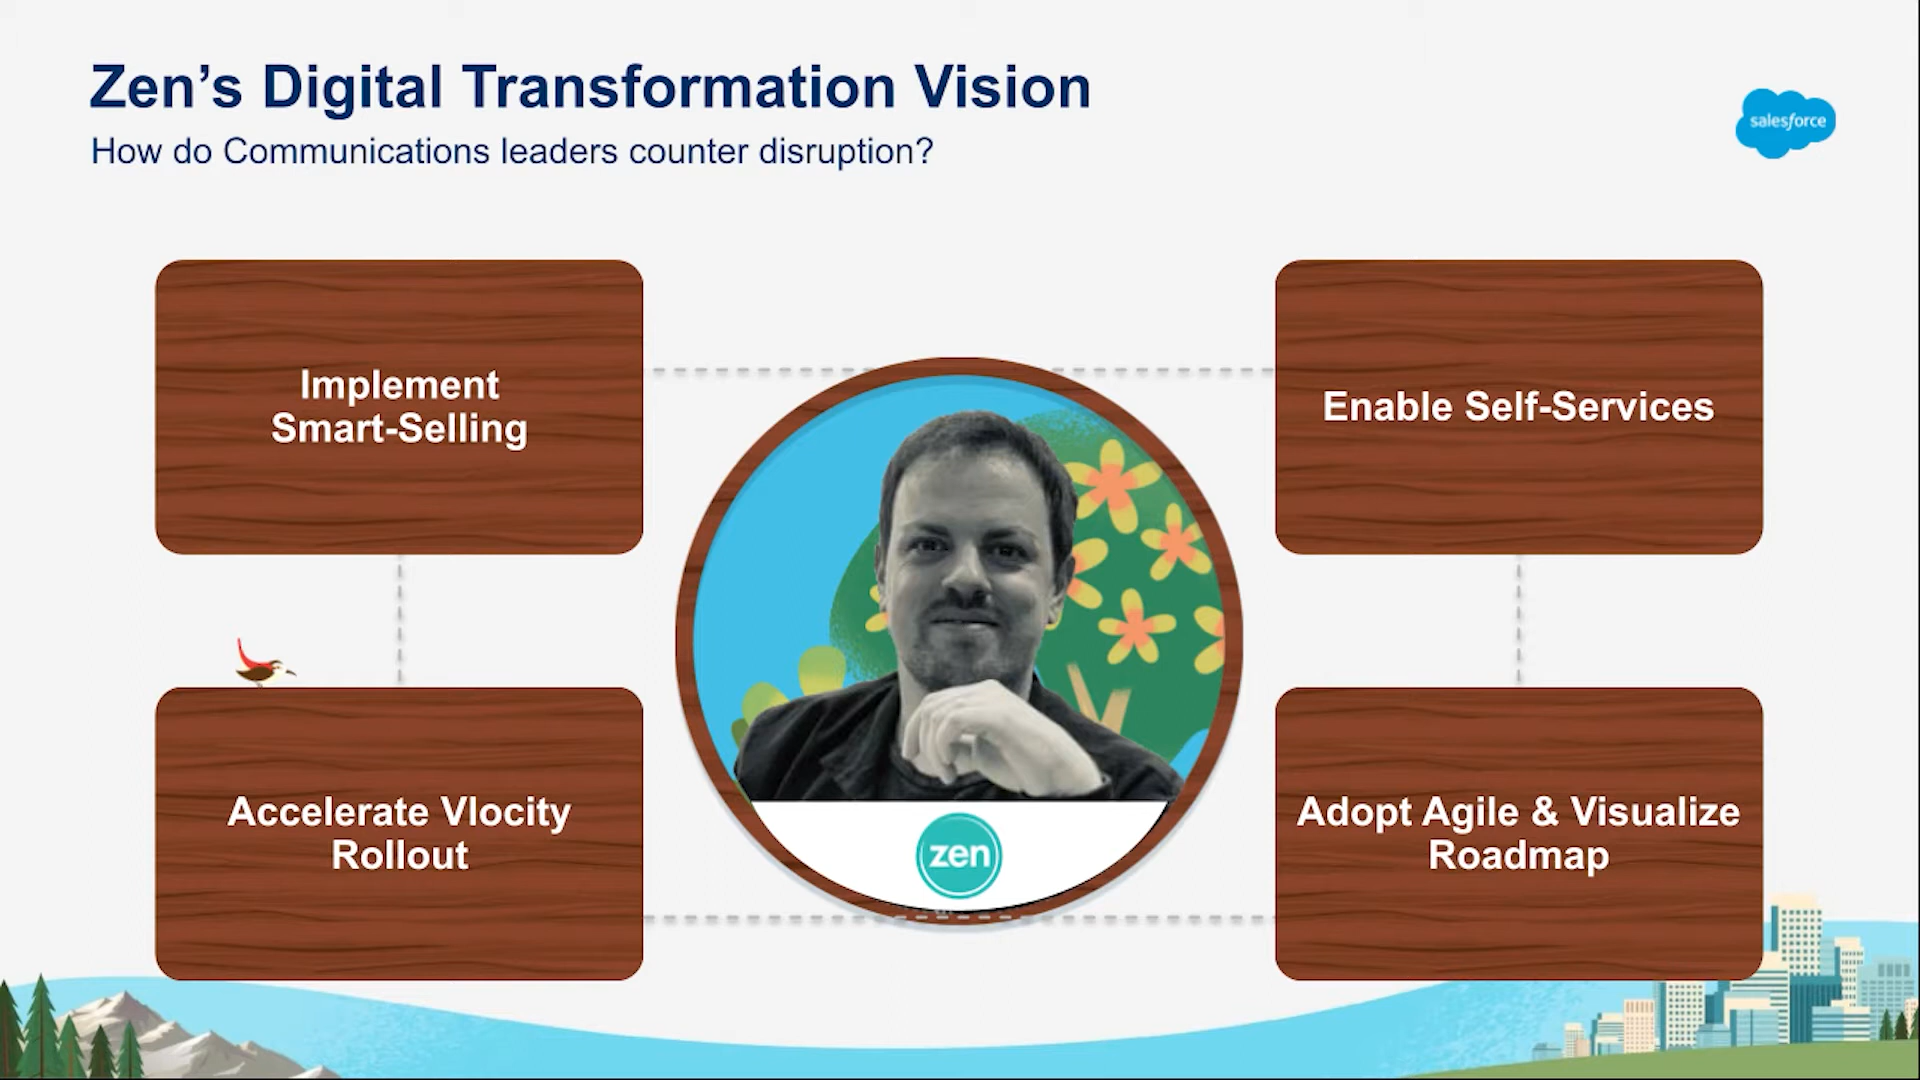 Zen’s Digital Transformation Vision
How do Communications leaders counter disruption?
salesforce
Implement
Smart-Selling
Enable Self-Services
Accelerate Vlocity
Rollout
Adopt Agile & Visualize
Roadmap
zen